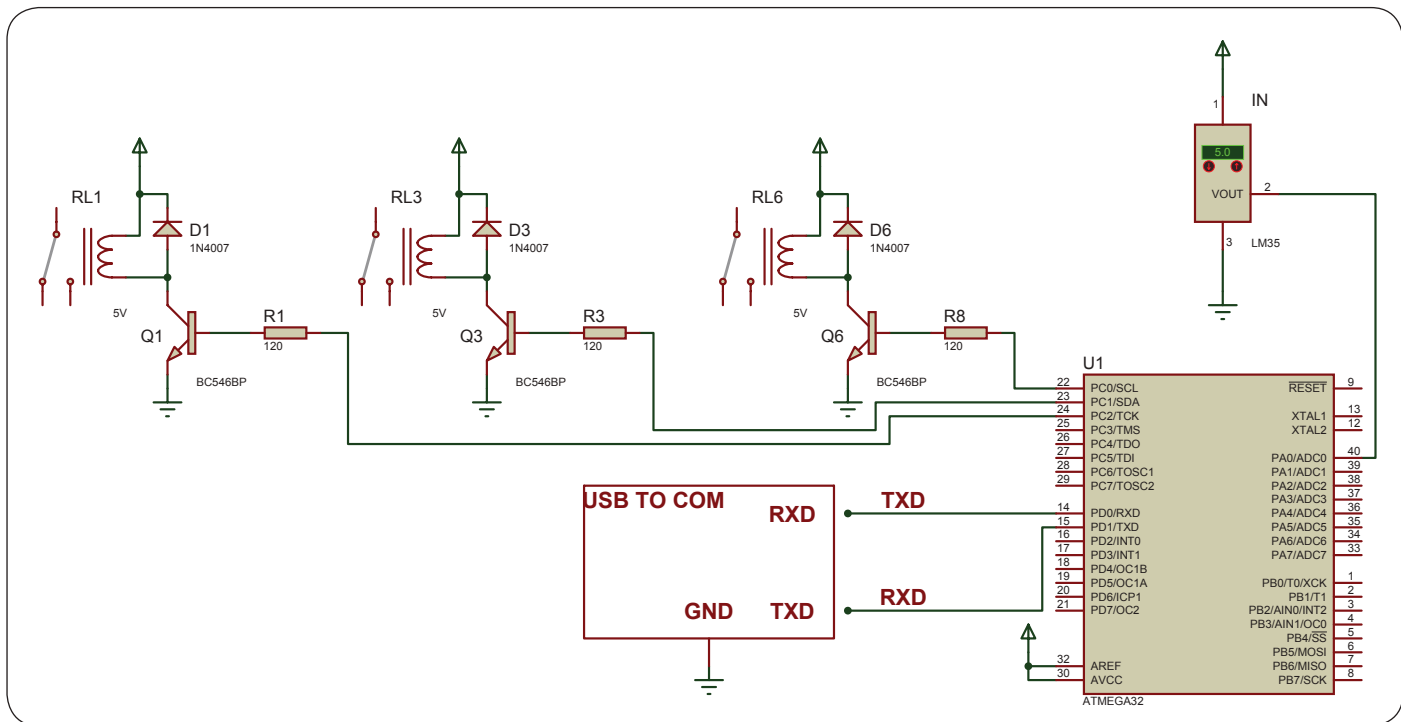 IN
1
5.0
VOUT
2
3
LM35
RL1
D1
1N4007
5V
Q1
R1
120
BC546BP
RL3
D3
1N4007
5V
Q3
R3
120
BC546BP
RL6
D6
1N4007
5V
Q6
R8
120
BC546BP
U1
22 PC0/SCL
23 PC1/SDA
24 PC2/TCK
25 PC3/TMS
26 PC4/TDO
27 PC5/TDI
28 PC6/TOSC1
29 PC7/TOSC2
14 PD0/RXD
15 PD1/TXD
16 PD2/INT0
17 PD3/INT1
18 PD4/OC1B
19 PD5/OC1A
20 PD6/ICP1
21 PD7/OC2
32 AREF
30 AVCC
RESET 9
XTAL1 13
XTAL2 12
PA0/ADC0 40
PA1/ADC1 39
PA2/ADC2 38
PA3/ADC3 37
PA4/ADC4 36
PA5/ADC5 35
PA6/ADC6 34
PA7/ADC7 33
PB0/T0/XCK 1
PB1/T1 2
PB2/AIN0/INT2 3
PB3/AIN1/OC0 4
PB4/SS 5
PB5/MOSI 6
PB6/MISO 7
PB7/SCK 8
ATMEGA32
USB TO COM
RXD
TXD
GND
TXD
RXD